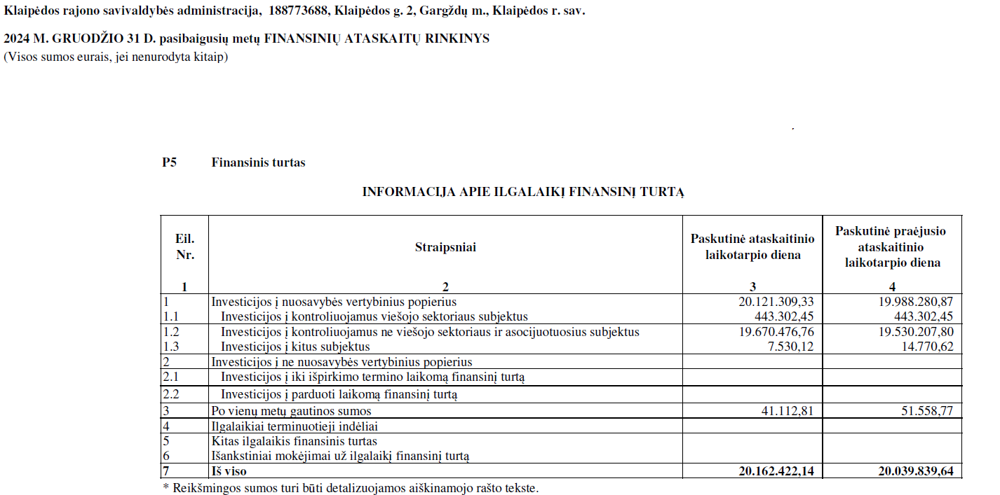 Klaipėdos rajono savivaldybės administracija, 188773688, Klaipėdos g. 2, Gargždų m., Klaipėdos r. sav.
2024 M. GRUODŽIO 31 D. pasibaigusių metų FINANSINIŲ ATASKAITŲ RINKINYS
(Visos sumos eurais, jei nenurodyta kitaip)
P5 Finansinis turtas
INFORMACIJA APIE ILGALAIKĮ FINANSINĮ TURTĄ
Eil. Nr. Straipsniai Paskutinė ataskaitinio laikotarpio diena Paskutinė praėjusio ataskaitinio laikotarpio diena
1 2 3 4
1 Investicijos į nuosavybės vertybinius popierius 20.121.309,33 19.988.280,87
1.1 Investicijos į kontroliuojamus viešojo sektoriaus subjektus 443.302,45 443.302,45
1.2 Investicijos į kontroliuojamus ne viešojo sektoriaus ir asocijuotuosius subjektus 19.670.476,76 19.530.207,80
1.3 Investicijos į kitus subjektus 7.530,12 14.770,62
2 Investicijos į ne nuosavybės vertybinius popierius
2.1 Investicijos į iki išpirkimo termino laikomą finansinį turtą
2.2 Investicijos į parduoti laikomą finansinį turtą
3 Po vienų metų gautinos sumos 41.112,81 51.558,77
4 Ilgalaikiai terminuotieji indėliai
5 Kitas ilgalaikis finansinis turtas
6 Išankstiniai mokėjimai už ilgalaikį finansinį turtą
7 Iš viso 20.162.422,14 20.039.839,64
* Reikšmingos sumos turi būti detalizuojamos aiškinamojo rašto tekste.